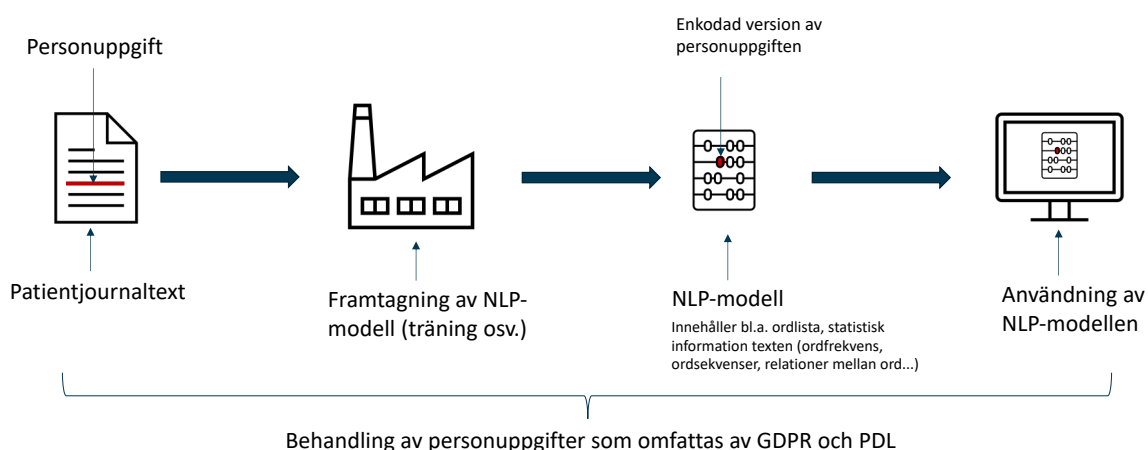 Personuppgift
Enkodad version av
personuppgiften
Patientjournaltext
Framtagning av NLP-
modell (träning osv.)
NLP-modell
Innehåller bl.a. ordlista, statistisk
information texten (ordfrekvens,
ordsekvenser, relationer mellan ord...)
Användning av
NLP-modellen
Behandling av personuppgifter som omfattas av GDPR och PDL